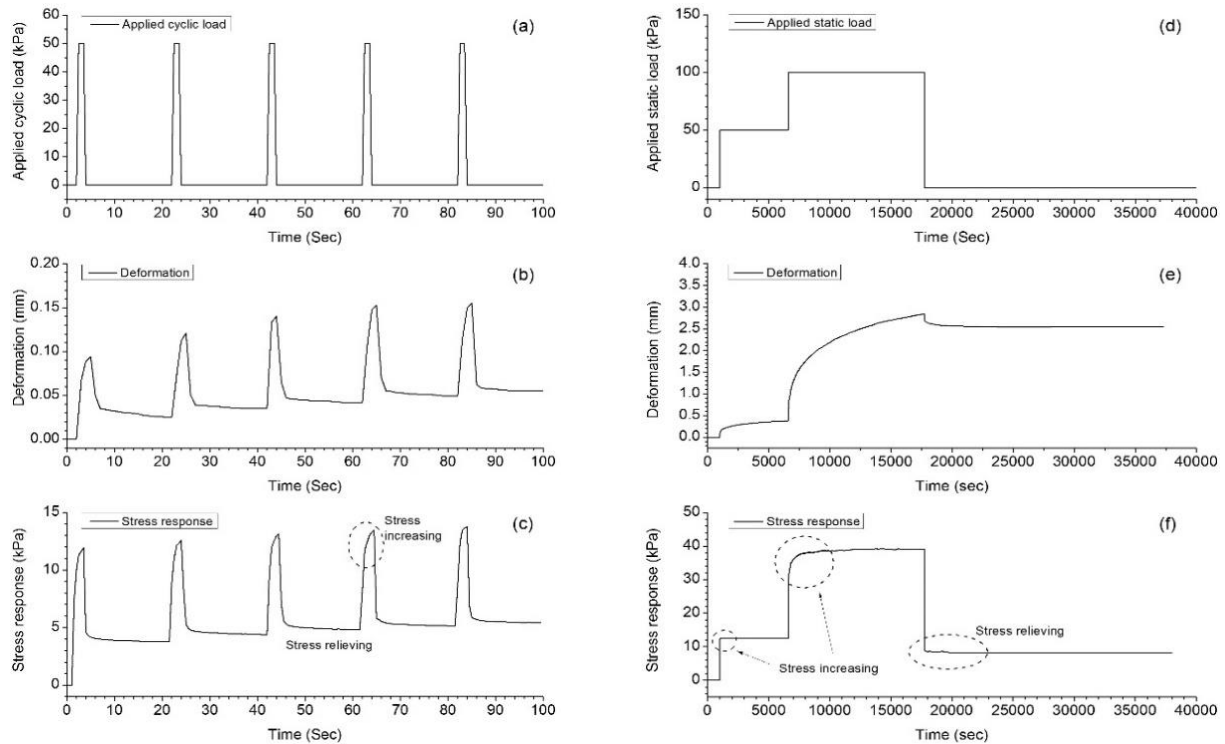 (a)
Applied cyclic load
Applied cyclic load (kPa)
60
50
40
30
20
10
0
0 10 20 30 40 50 60 70 80 90 100
Time (Sec)
(d)
Applied static load
Applied static load (kPa)
150
100
50
0
0 5000 10000 15000 20000 25000 30000 35000 40000
Time (Sec)
(b)
Deformation
Deformation (mm)
0.20
0.15
0.10
0.05
0.00
0 10 20 30 40 50 60 70 80 90 100
Time (Sec)
(e)
Deformation
Deformation (mm)
4.0
3.5
3.0
2.5
2.0
1.5
1.0
0.5
0.0
0 5000 10000 15000 20000 25000 30000 35000 40000
Time (sec)
(c)
Stress response
Stress response (kPa)
15
10
5
0
Stress
increasing
Stress relieving
0 10 20 30 40 50 60 70 80 90 100
Time (Sec)
(f)
Stress response
Stress response (kPa)
50
40
30
20
10
0
Stress relieving
Stress increasing
0 5000 10000 15000 20000 25000 30000 35000 40000
Time (sec)